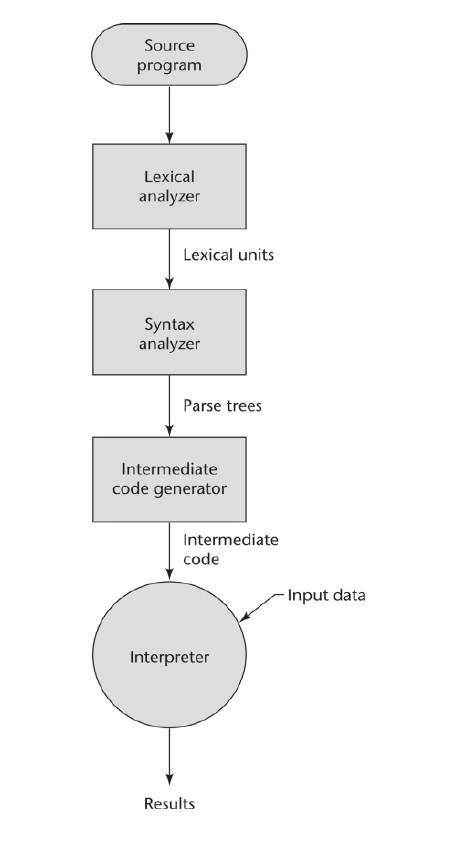 Source
program
Lexical
analyzer
Lexical units
Syntax
analyzer
Parse trees
Intermediate
code generator
Intermediate
code
Input data
Interpreter
Results